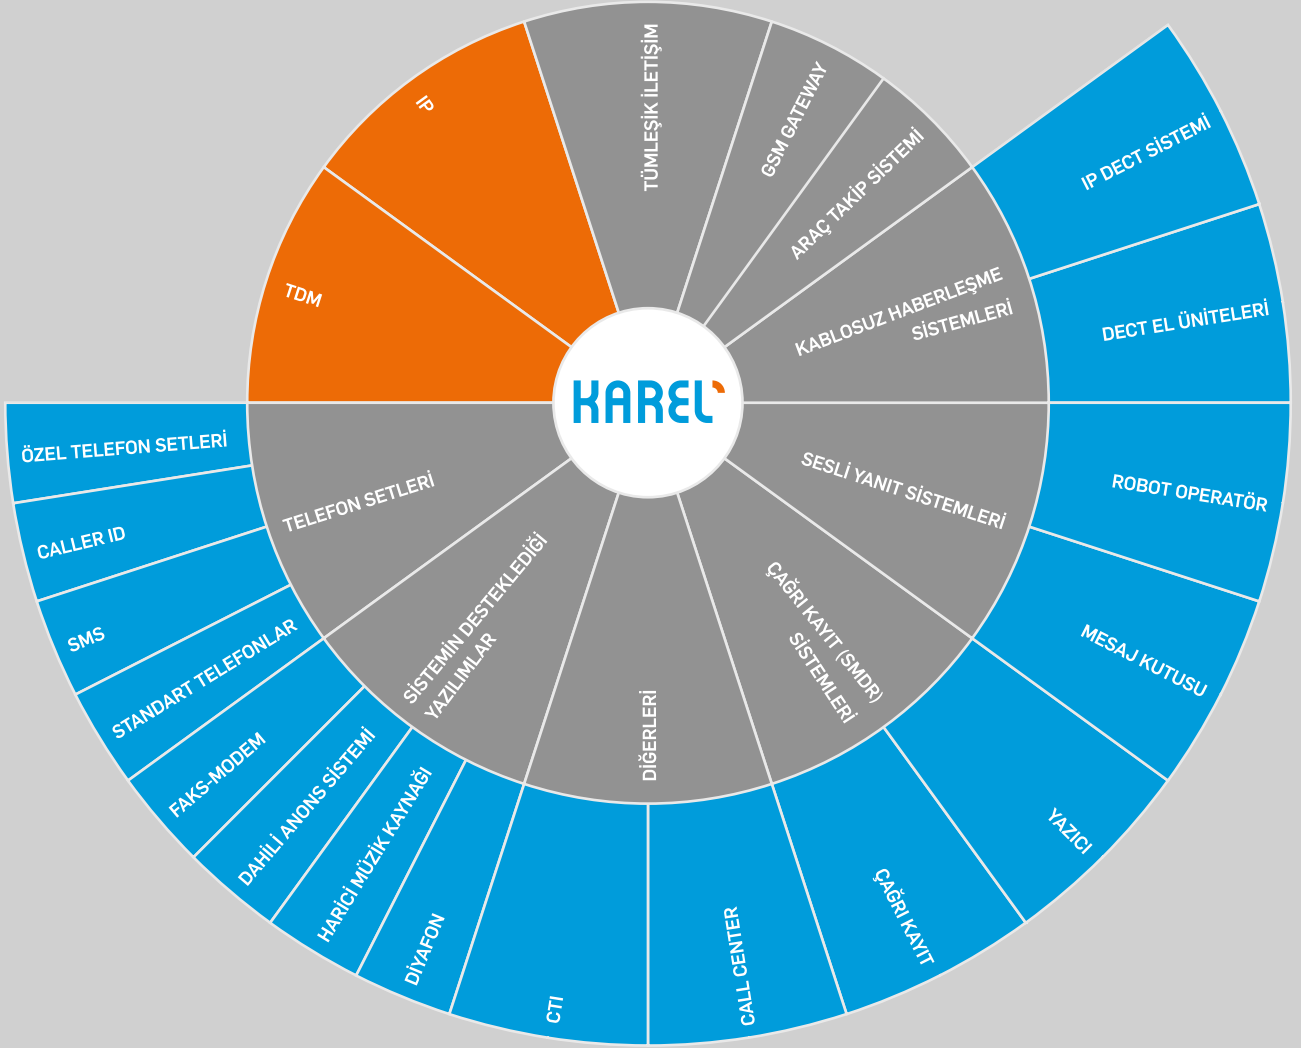 KAREL
TÜMLEŞİK İLETİŞİM
GSM GATEWAY
ARAÇ TAKİP SİSTEMİ
KABLOSUZ HABERLEŞME
SİSTEMLERİ
IP DECT SİSTEMİ
DECT EL ÜNİTELERİ
SESLİ YANIT SİSTEMLERİ
ROBOT OPERATÖR
MESAJ KUTUSU
ÇAĞRI KAYIT (SMDR)
SİSTEMLERİ
YAZICI
ÇAĞRI KAYIT
DİĞERLERİ
CALL CENTER
CTI
SİSTEMİN DESTEKLEDİĞİ
YAZILIMLAR
DİYAFON
HARİCİ MÜZİK KAYNAĞI
DAHİLİ ANONS SİSTEMİ
FAKS-MODEM
TELEFON SETLERİ
STANDART TELEFONLAR
SMS
CALLER ID
ÖZEL TELEFON SETLERİ
TDM
IP